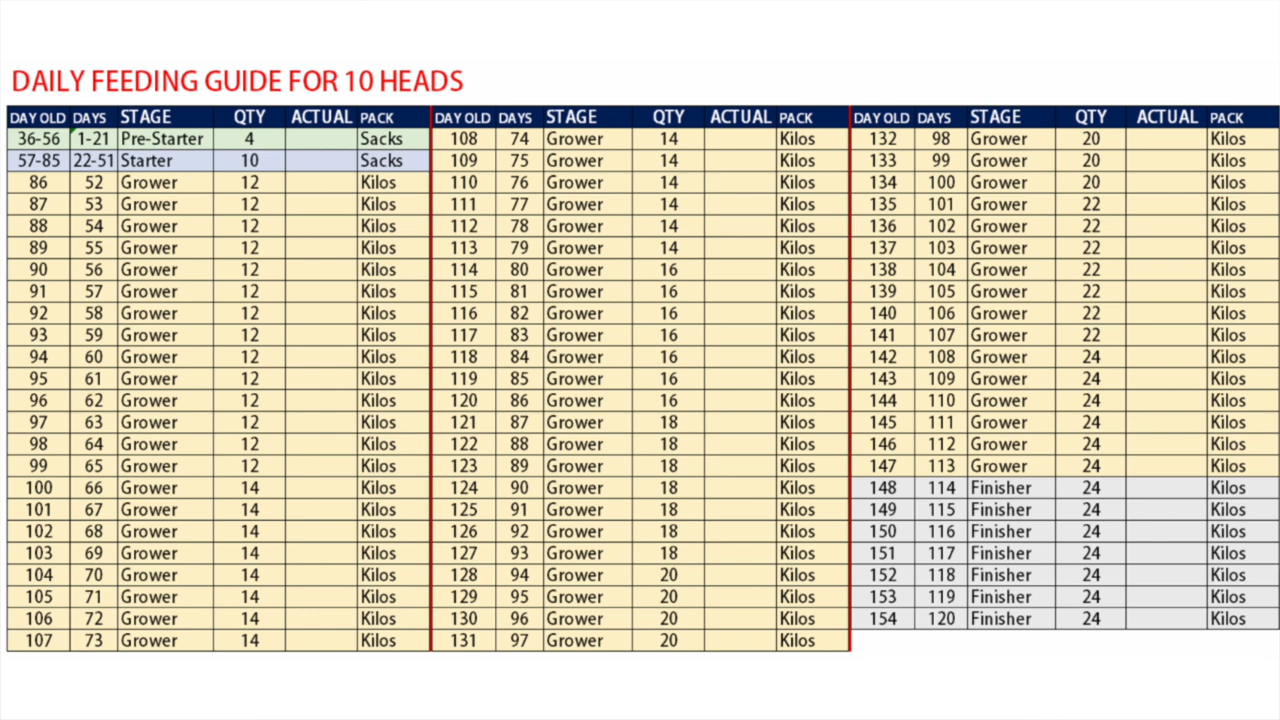 DAILY FEEDING GUIDE FOR 10 HEADS
DAY OLD DAYS STAGE QTY ACTUAL PACK DAY OLD DAYS STAGE QTY ACTUAL PACK DAY OLD DAYS STAGE QTY ACTUAL PACK
36-56 1-21 Pre-Starter 4 Sacks 108 74 Grower 14 Kilos 132 98 Grower 20 Kilos
57-85 22-51 Starter 10 Sacks 109 75 Grower 14 Kilos 133 99 Grower 20 Kilos
86 52 Grower 12 Kilos 110 76 Grower 14 Kilos 134 100 Grower 20 Kilos
87 53 Grower 12 Kilos 111 77 Grower 14 Kilos 135 101 Grower 22 Kilos
88 54 Grower 12 Kilos 112 78 Grower 14 Kilos 136 102 Grower 22 Kilos
89 55 Grower 12 Kilos 113 79 Grower 14 Kilos 137 103 Grower 22 Kilos
90 56 Grower 12 Kilos 114 80 Grower 16 Kilos 138 104 Grower 22 Kilos
91 57 Grower 12 Kilos 115 81 Grower 16 Kilos 139 105 Grower 22 Kilos
92 58 Grower 12 Kilos 116 82 Grower 16 Kilos 140 106 Grower 22 Kilos
93 59 Grower 12 Kilos 117 83 Grower 16 Kilos 141 107 Grower 22 Kilos
94 60 Grower 12 Kilos 118 84 Grower 16 Kilos 142 108 Grower 24 Kilos
95 61 Grower 12 Kilos 119 85 Grower 16 Kilos 143 109 Grower 24 Kilos
96 62 Grower 12 Kilos 120 86 Grower 16 Kilos 144 110 Grower 24 Kilos
97 63 Grower 12 Kilos 121 87 Grower 18 Kilos 145 111 Grower 24 Kilos
98 64 Grower 12 Kilos 122 88 Grower 18 Kilos 146 112 Grower 24 Kilos
99 65 Grower 12 Kilos 123 89 Grower 18 Kilos 147 113 Grower 24 Kilos
100 66 Grower 14 Kilos 124 90 Grower 18 Kilos 148 114 Finisher 24 Kilos
101 67 Grower 14 Kilos 125 91 Grower 18 Kilos 149 115 Finisher 24 Kilos
102 68 Grower 14 Kilos 126 92 Grower 18 Kilos 150 116 Finisher 24 Kilos
103 69 Grower 14 Kilos 127 93 Grower 18 Kilos 151 117 Finisher 24 Kilos
104 70 Grower 14 Kilos 128 94 Grower 20 Kilos 152 118 Finisher 24 Kilos
105 71 Grower 14 Kilos 129 95 Grower 20 Kilos 153 119 Finisher 24 Kilos
106 72 Grower 14 Kilos 130 96 Grower 20 Kilos 154 120 Finisher 24 Kilos
107 73 Grower 14 Kilos 131 97 Grower 20 Kilos